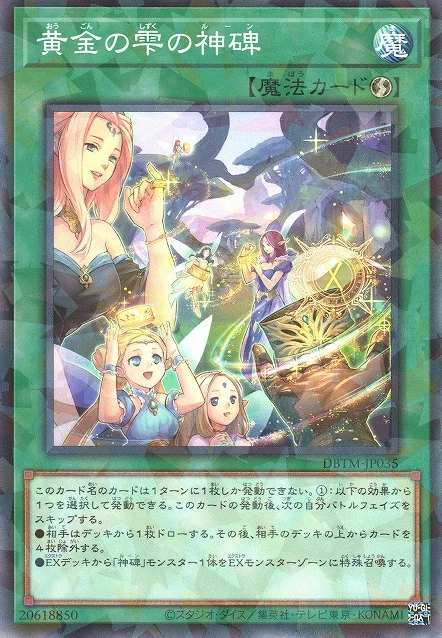 黄金の雫の神碑
魔
【魔法カード】
DBTM-JP035
このカード名のカードは1ターンに1枚しか発動できない。①:以下の効果から
1つを選択して発動できる。このカードの発動後、次の自分バトルフェイズを
スキップする。
●相手はデッキから1枚ドローする。その後、相手のデッキの上からカードを
4枚除外する。
●EXデッキから「神碑」モンスター1体をEXモンスターゾーンに特殊召喚する。
20618850
©スタジオ・ダイス/集英社・テレビ東京・KONAMI